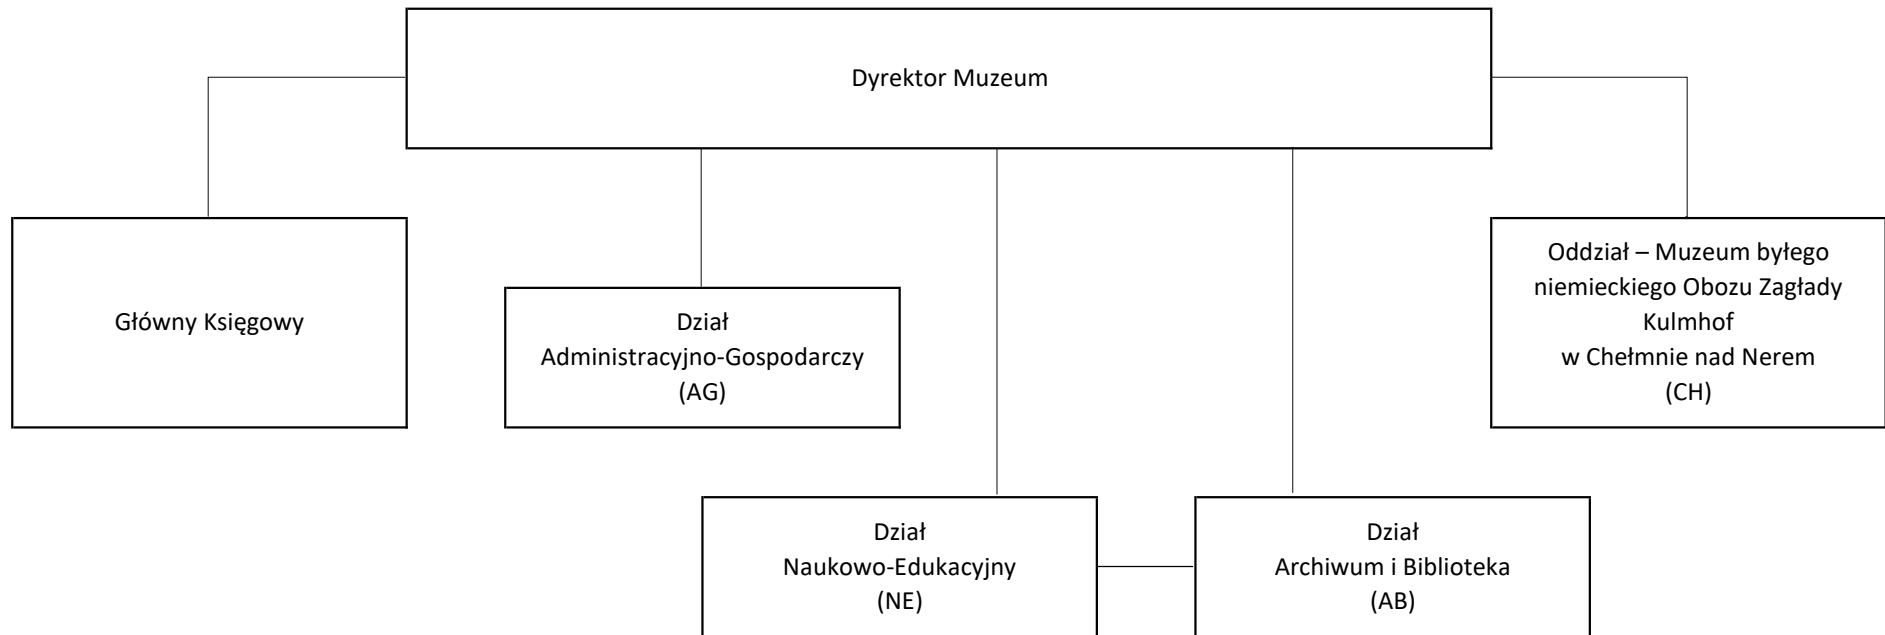 Dyrektor Muzeum
Główny Księgowy
Dział
Administracyjno-Gospodarczy
(AG)
Oddział – Muzeum byłego
niemieckiego Obozu Zagłady
Kulmhof
w Chełmnie nad Nerem
(CH)
Dział
Naukowo-Edukacyjny
(NE)
Dział
Archiwum i Biblioteka
(AB)